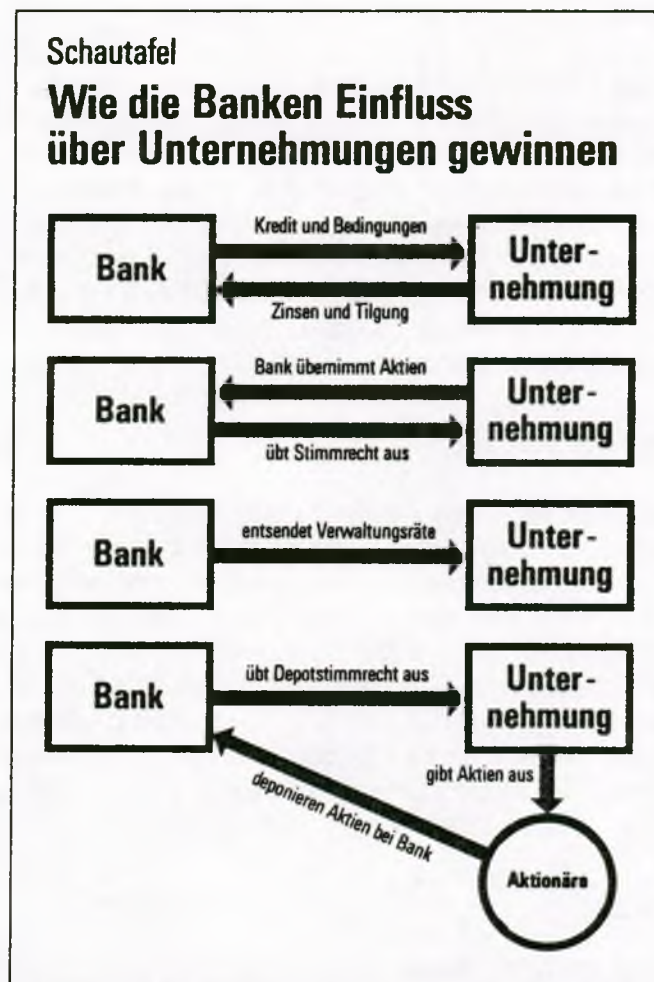 Schautafel
Wie die Banken Einfluss
über Unternehmungen gewinnen
Kredit und Bedingungen
Bank
Unter-
nehmung
Zinsen und Tilgung
Bank übernimmt Aktien
Bank
Unter-
nehmung
übt Stimmrecht aus
entsendet Verwaltungsräte
Bank
Unter-
nehmung
übt Depotstimmrecht aus
Bank
Unter-
nehmung
gibt Aktien aus
deponieren Aktien bei Bank
Aktionäre